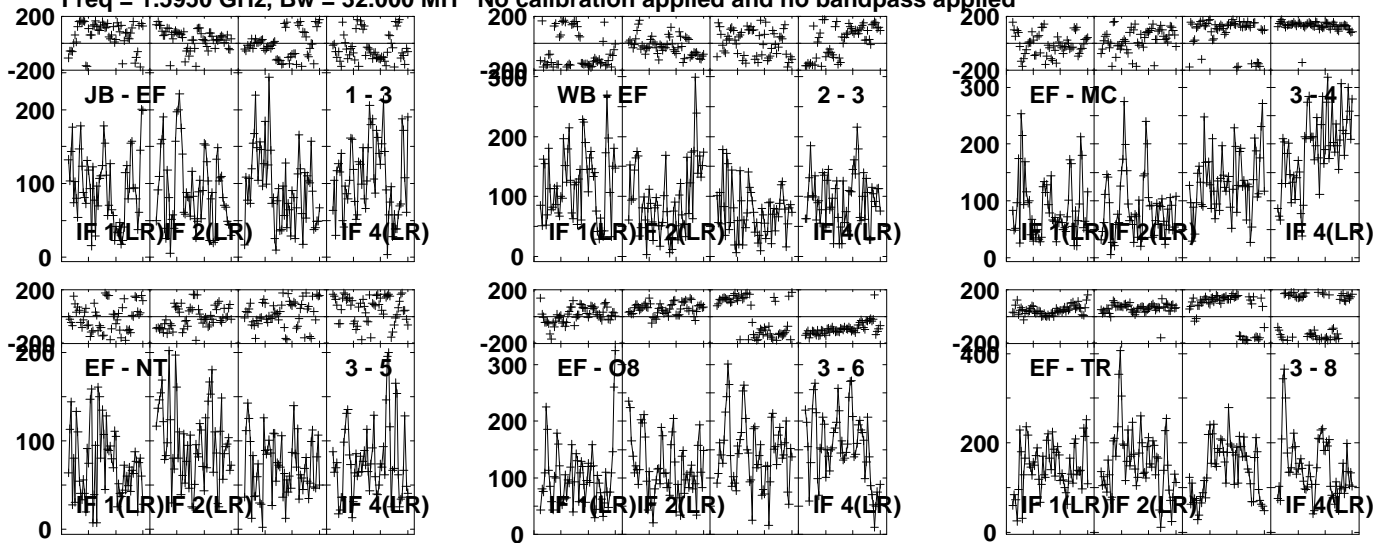 Freq = 1.5950 GHz, Bw = 32.000 MH No calibration applied and no bandpass applied
200
-200
200
100
0
JB - EF 1 - 3
IF 1(LR) IF 2(LR) IF 4(LR)
200
-200
300
200
100
0
WB - EF 2 - 3
IF 1(LR) IF 2(LR) IF 4(LR)
200
-200
300
200
100
0
EF - MC 3 - 4
IF 1(LR) IF 2(LR) IF 4(LR)
200
-200
200
100
0
EF - NT 3 - 5
IF 1(LR) IF 2(LR) IF 4(LR)
200
-200
300
200
100
0
EF - O8 3 - 6
IF 1(LR) IF 2(LR) IF 4(LR)
200
-200
400
200
0
EF - TR 3 - 8
IF 1(LR) IF 2(LR) IF 4(LR)